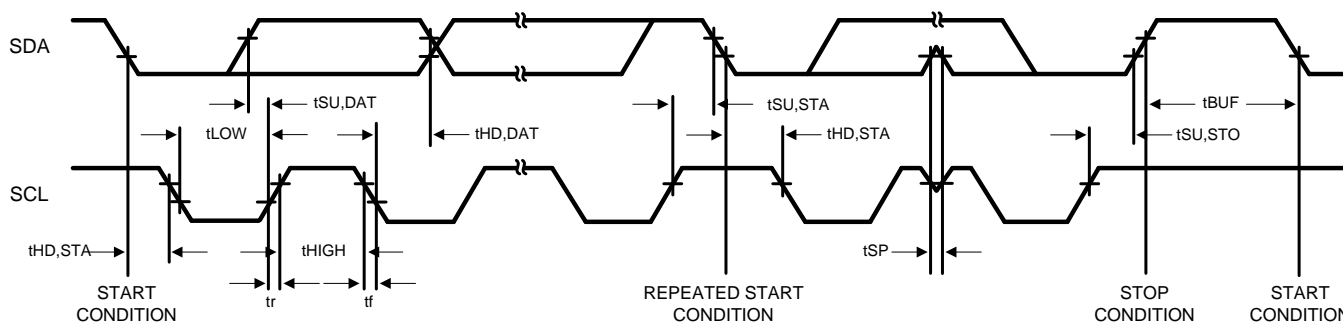 SDA
tSU,DAT
tLOW
tHD,DAT
tSU,STA
tHD,STA
tBUF
tSU,STO
SCL
tHD,STA
tHIGH
tr
tf
tSP
START
CONDITION
REPEATED START
CONDITION
STOP
CONDITION
START
CONDITION